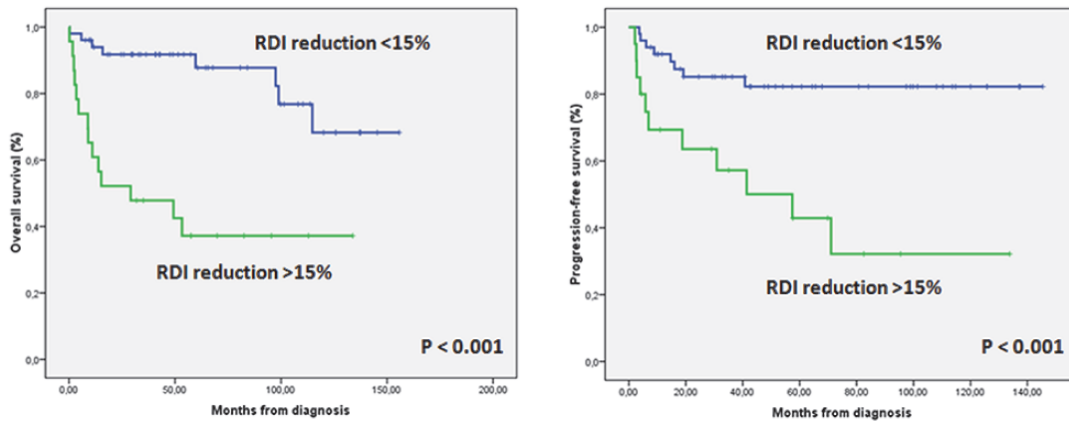 Overall survival (%)
1,0
0,8
0,6
0,4
0,2
0,0
RDI reduction <15%
RDI reduction >15%
P < 0.001
0,00 50,00 100,00 150,00 200,00
Months from diagnosis
Progression-free survival (%)
1,0
0,8
0,6
0,4
0,2
0,0
RDI reduction <15%
RDI reduction >15%
P < 0.001
0,00 20,00 40,00 60,00 80,00 100,00 120,00 140,00
Months from diagnosis